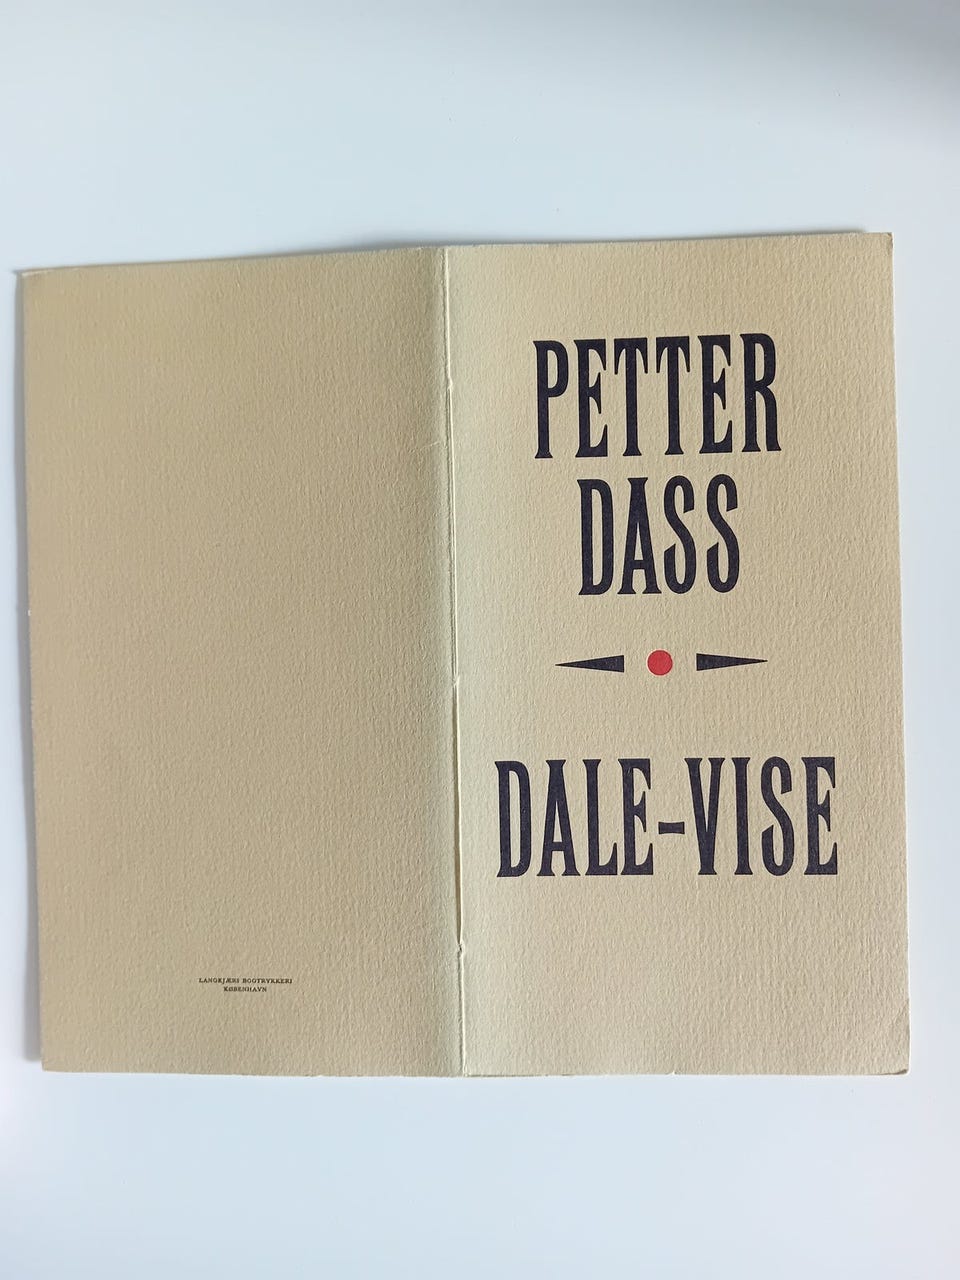 LANGKJÆRS BOGTRYKKERI
KØBENHAVN
PETTER
DASS
DALE-VISE